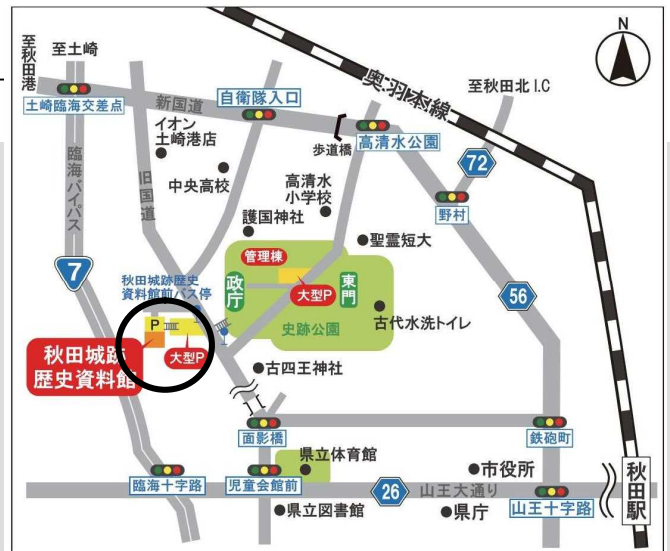 N
至秋田港
至土崎
奥羽本線
至秋田北I.C
土崎臨海交差点
新国道
自衛隊入口
イオン
土崎港店
歩道橋
高清水公園
72
臨海バイパス
旧国道
中央高校
高清水
小学校
野村
護国神社
聖霊短大
管理棟
7
秋田城跡歴史
資料館前バス停
政庁
大型P
東門
56
P
史跡公園
古代水洗トイレ
秋田城跡
歴史資料館
大型P
古四王神社
面影橋
鉄砲町
県立体育館
臨海十字路
児童会館前
26
市役所
山王大通り
山王十字路
秋田駅
県立図書館
県庁